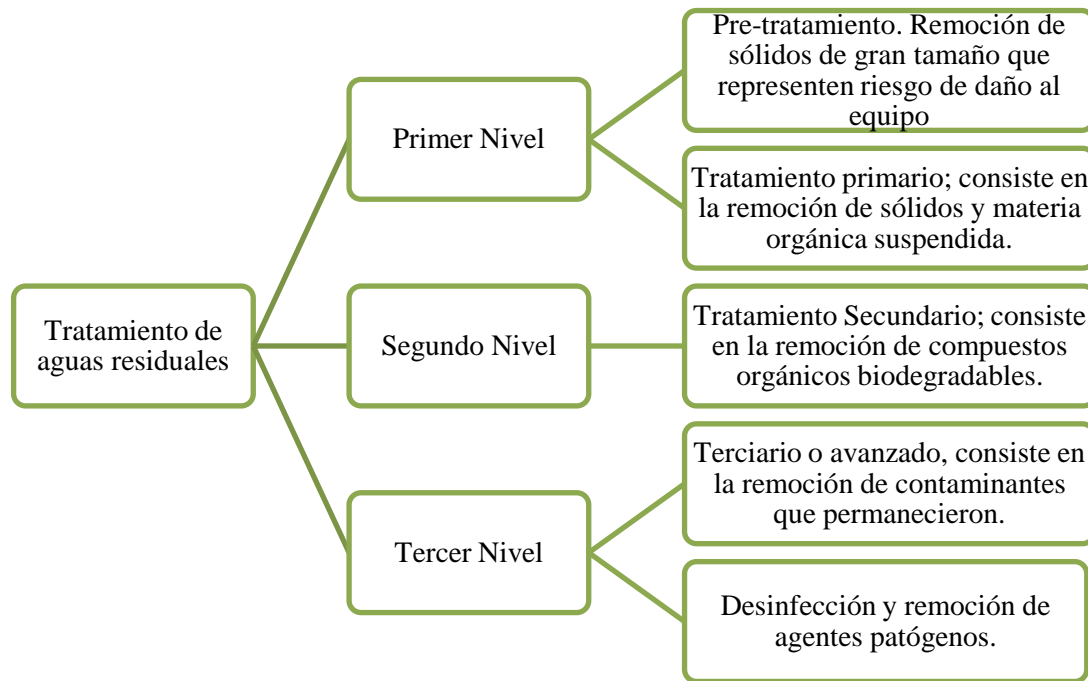 Tratamiento de
aguas residuales
Primer Nivel
Pre-tratamiento. Remoción de
sólidos de gran tamaño que
representen riesgo de daño al
equipo
Tratamiento primario; consiste en
la remoción de sólidos y materia
orgánica suspendida.
Segundo Nivel
Tratamiento Secundario; consiste
en la remoción de compuestos
orgánicos biodegradables.
Tercer Nivel
Terciario o avanzado, consiste en
la remoción de contaminantes
que permanecieron.
Desinfección y remoción de
agentes patógenos.